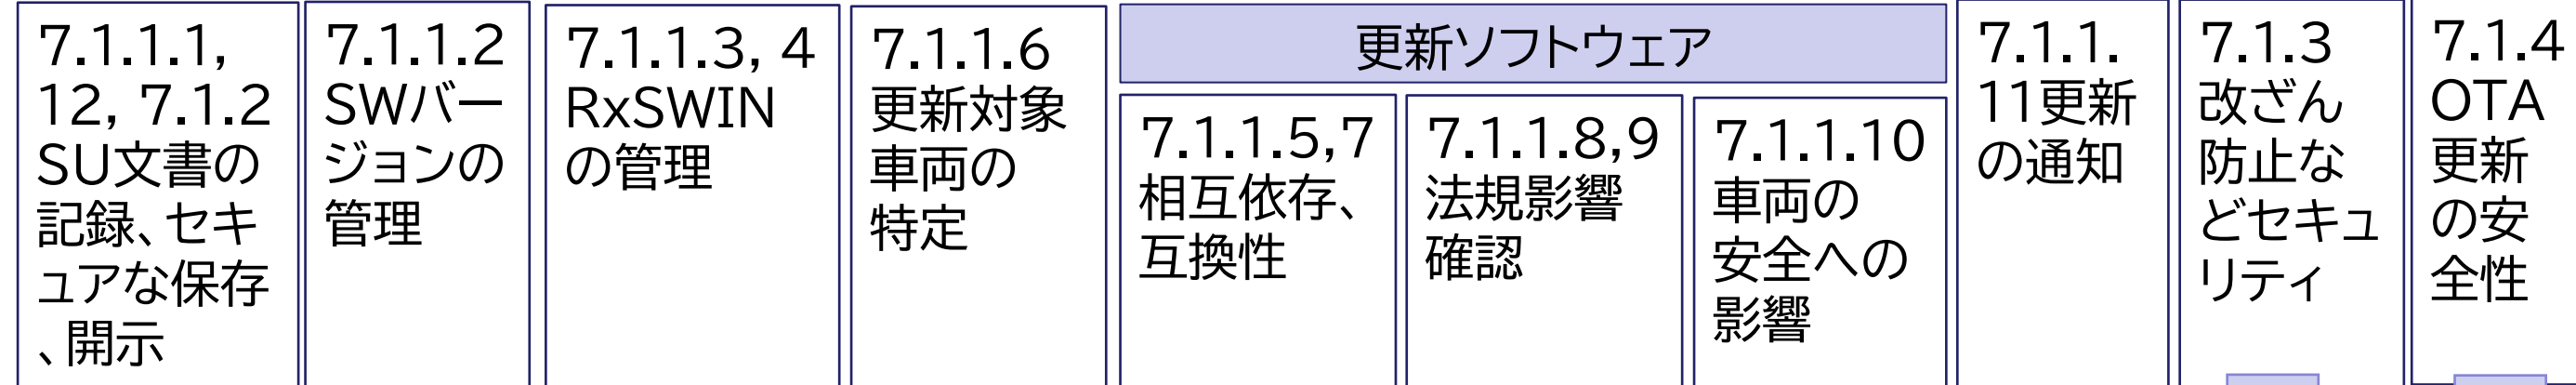 7.1.1.1,
12, 7.1.2
SU文書の
記録、セキ
ュアな保存
、開示
7.1.1.2
SWバー
ジョンの
管理
7.1.1.3, 4
RxSWIN
の管理
7.1.1.6
更新対象
車両の
特定
更新ソフトウェア
7.1.1.5,7
相互依存、
互換性
7.1.1.8,9
法規影響
確認
7.1.1.10
車両の
安全への
影響
7.1.1.
11更新
の通知
7.1.3
改ざん
防止な
どセキュ
リティ
7.1.4
OTA
更新
の安
全性